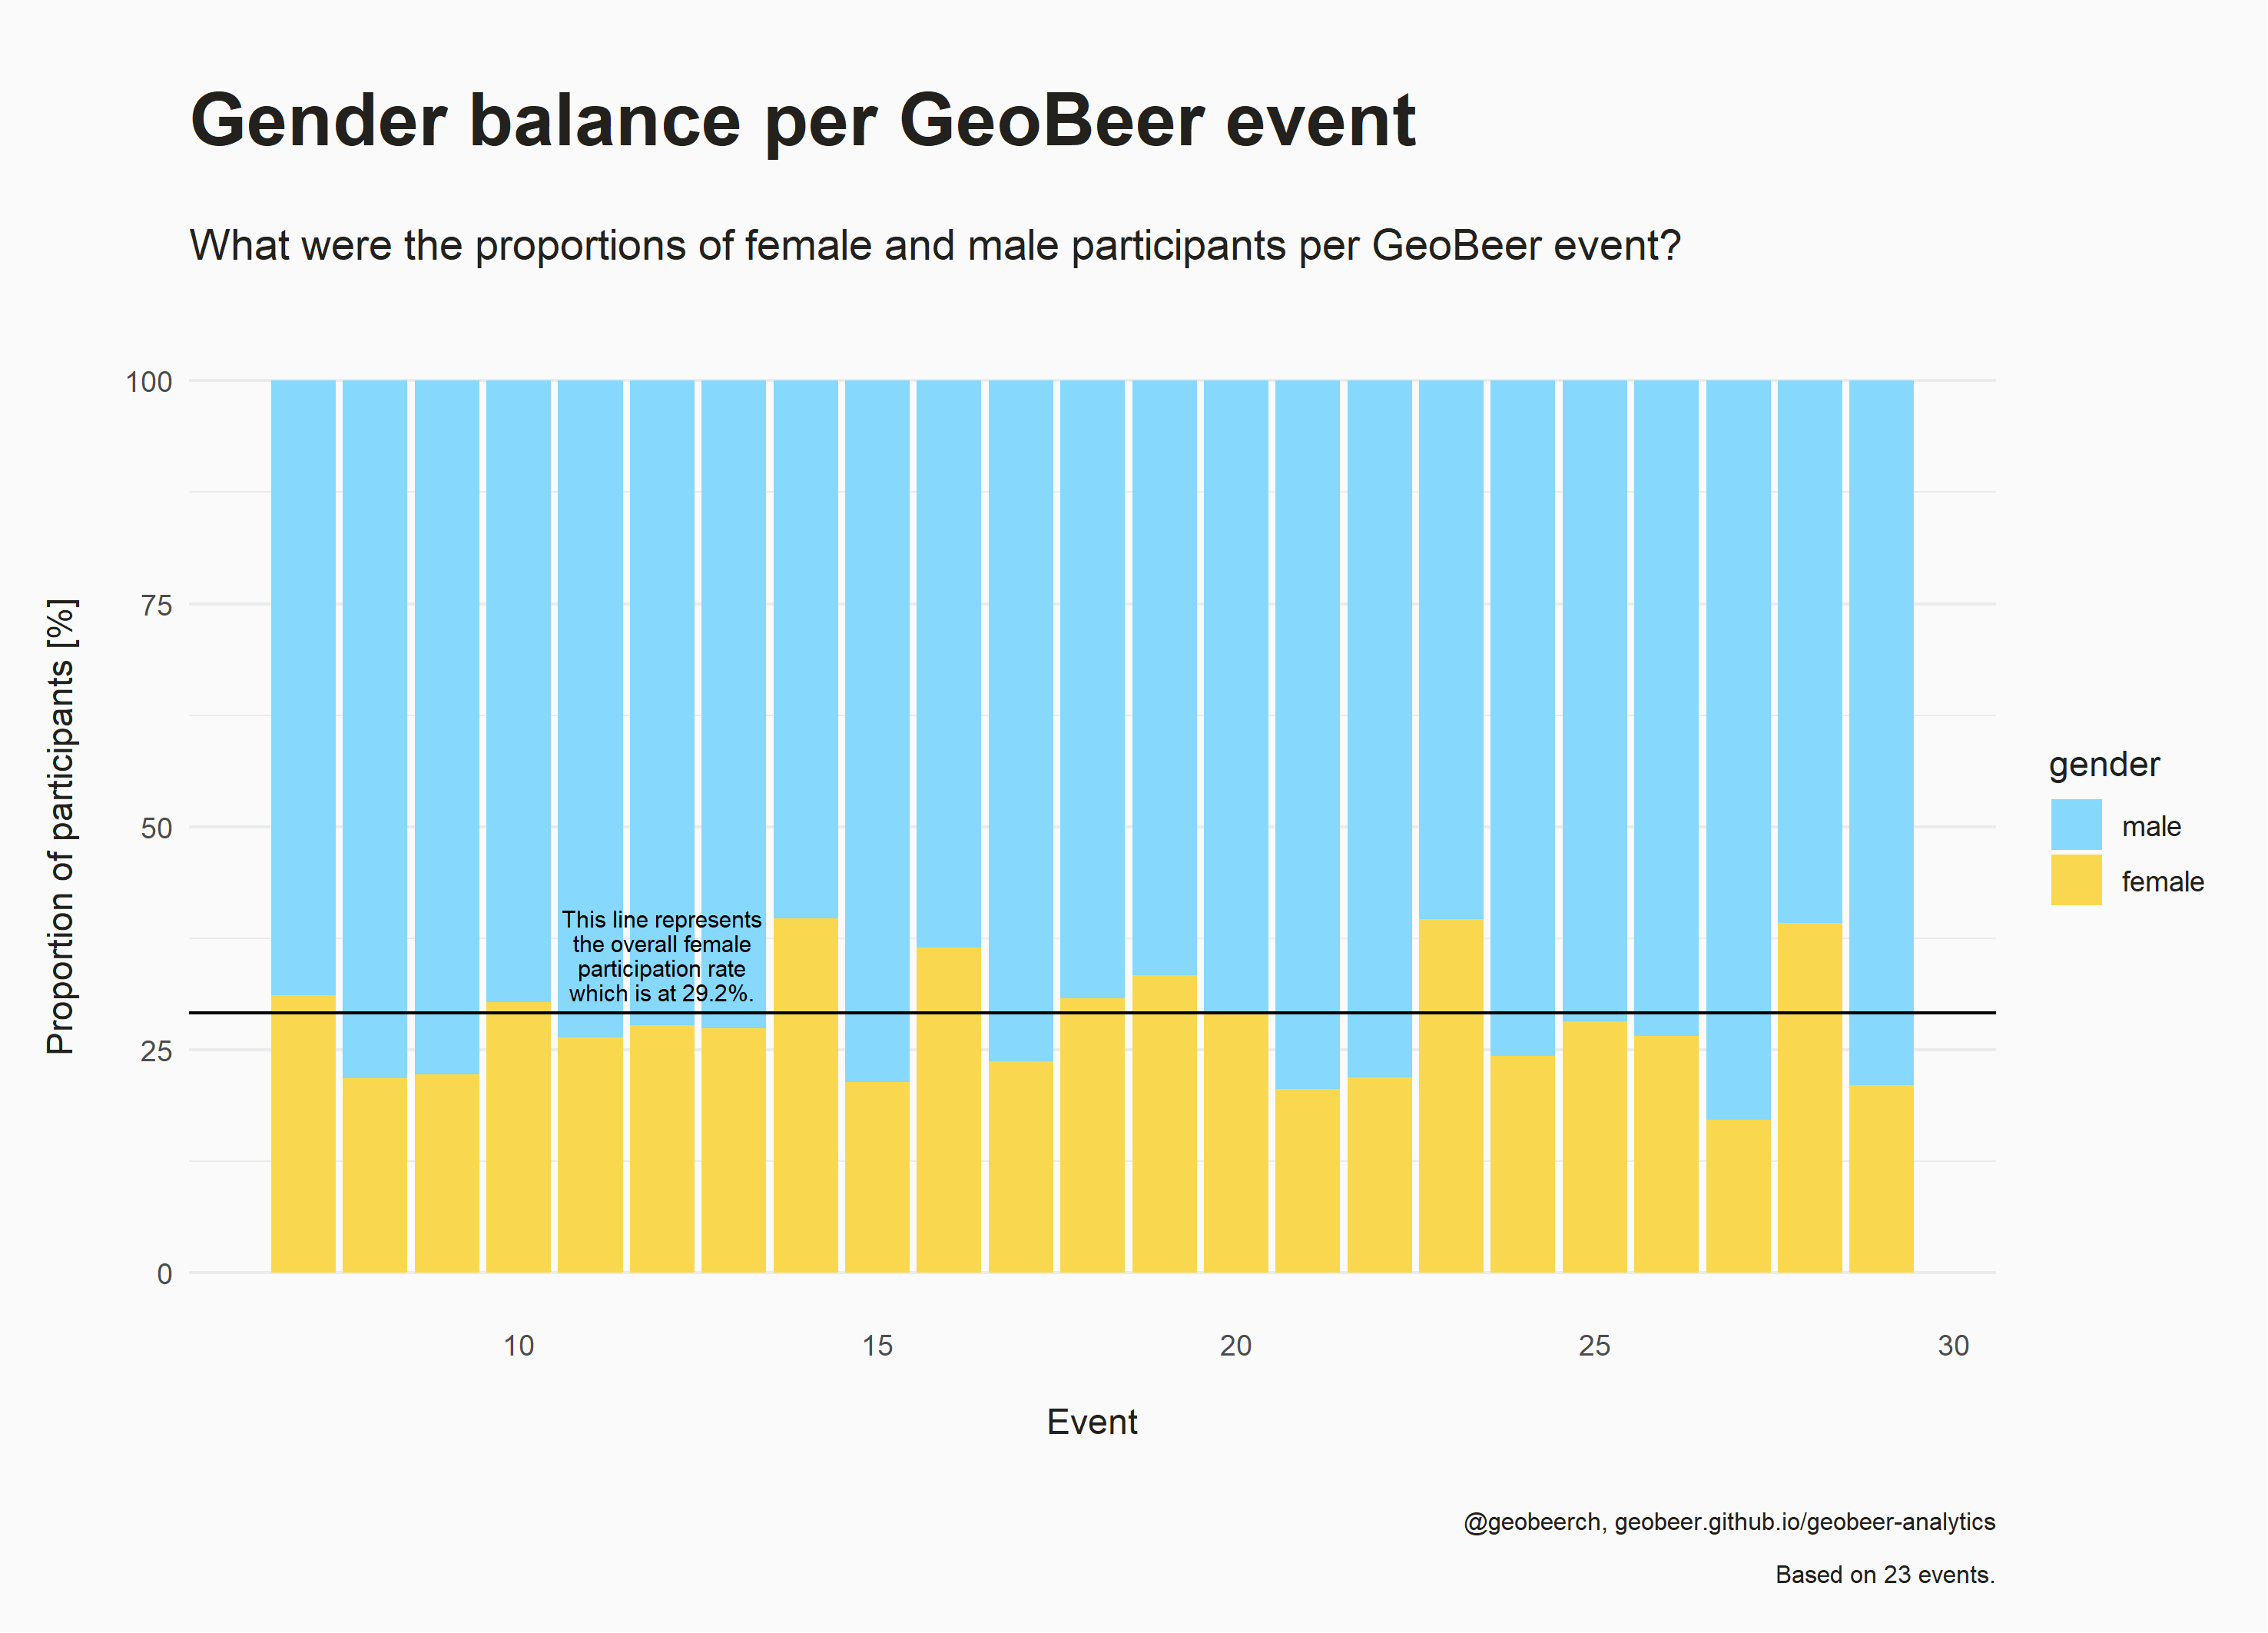 Gender balance per GeoBeer event
What were the proportions of female and male participants per GeoBeer event?
Proportion of participants [%]
100
75
50
25
0
This line represents
the overall female
participation rate
which is at 29.2%.
gender
male
female
10
15
20
25
30
Event
@geobeerch, geobeer.github.io/geobeer-analytics
Based on 23 events.